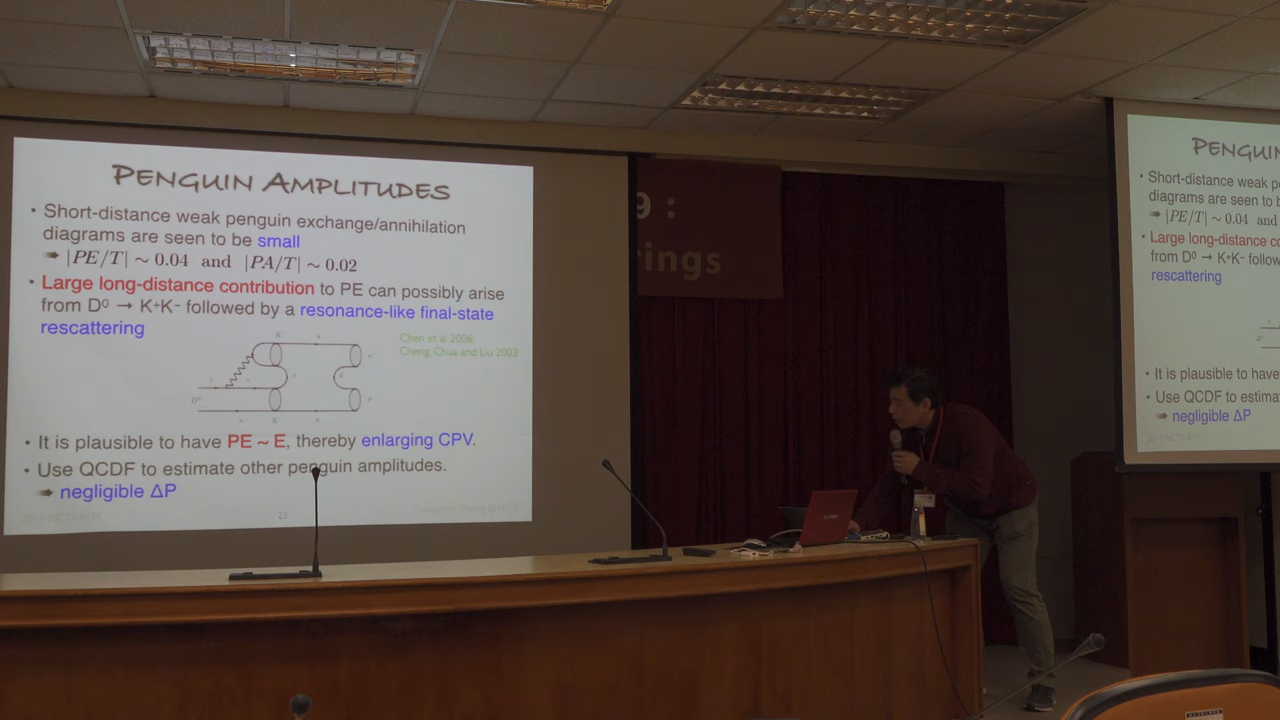 PENGUIN AMPLITUDES
• Short-distance weak penguin exchange/annihilation
diagrams are seen to be small
➠ |PE/T| ~ 0.04 and |PA/T| ~ 0.02
• Large long-distance contribution to PE can possibly arise
from D⁰ → K⁺K⁻ followed by a resonance-like final-state
rescattering
Chen et al 2006;
Cheng, Chua and Liu 2003
D⁰
• It is plausible to have PE ~ E, thereby enlarging CPV.
• Use QCDF to estimate other penguin amplitudes.
➠ negligible ΔP
9 :
rings
PENGUIN
• Short-distance weak
diagrams are seen to b
➠ |PE/T| ~ 0.04 and
• Large long-distance co
from D⁰ → K⁺K⁻ follow
rescattering
• It is plausible to have
• Use QCDF to estima
➠ negligible ΔP